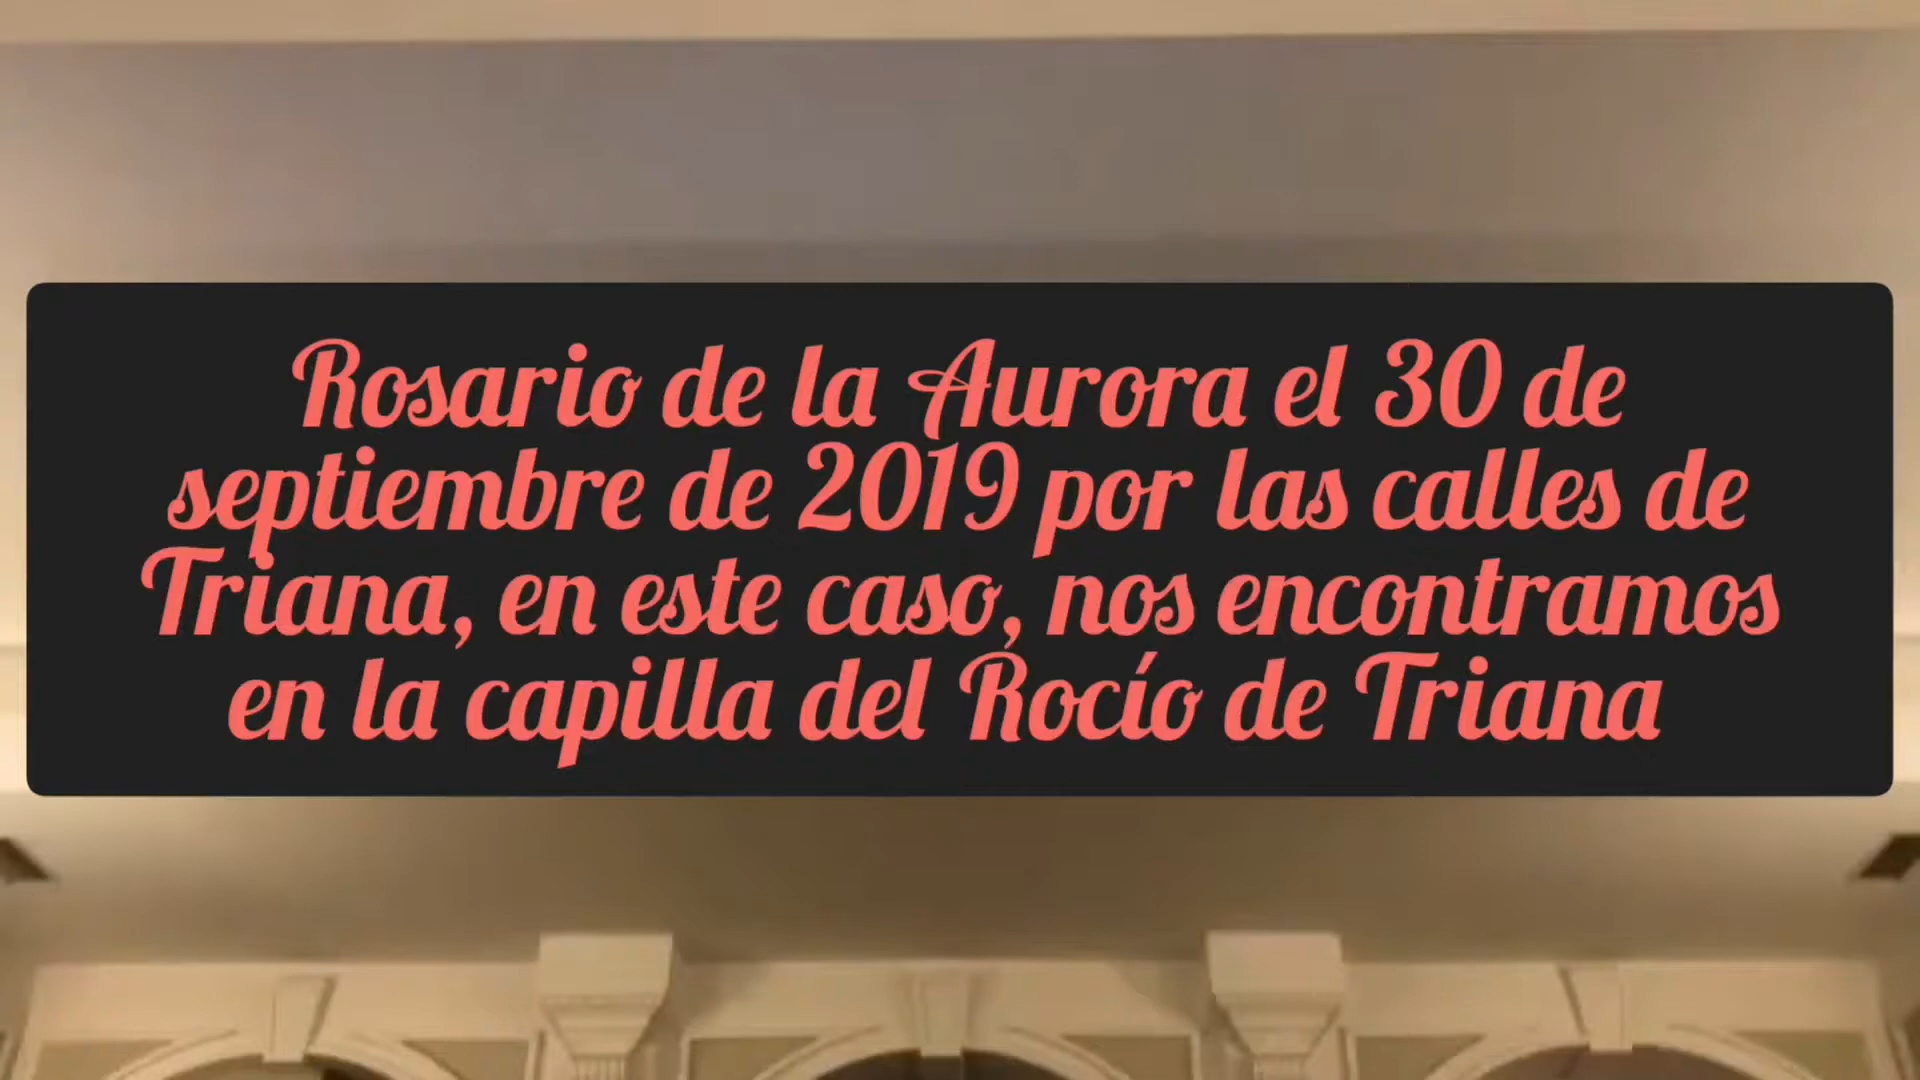 Rosario de la Aurora el 30 de
septiembre de 2019 por las calles de
Triana, en este caso, nos encontramos
en la capilla del Rocío de Triana